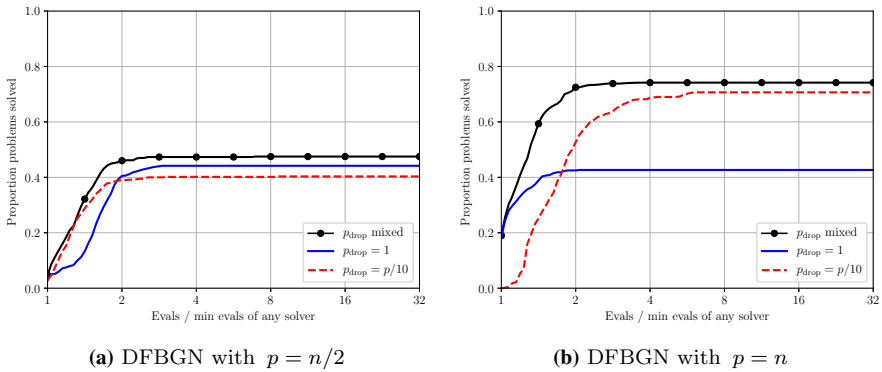 1.0
0.8
0.6
0.4
0.2
0.0
Proportion problems solved
1 2 4 8 16 32
Evals / min evals of any solver
p_drop mixed
p_drop = 1
p_drop = p/10
(a) DFBGN with p = n/2
1.0
0.8
0.6
0.4
0.2
0.0
Proportion problems solved
1 2 4 8 16 32
Evals / min evals of any solver
p_drop mixed
p_drop = 1
p_drop = p/10
(b) DFBGN with p = n